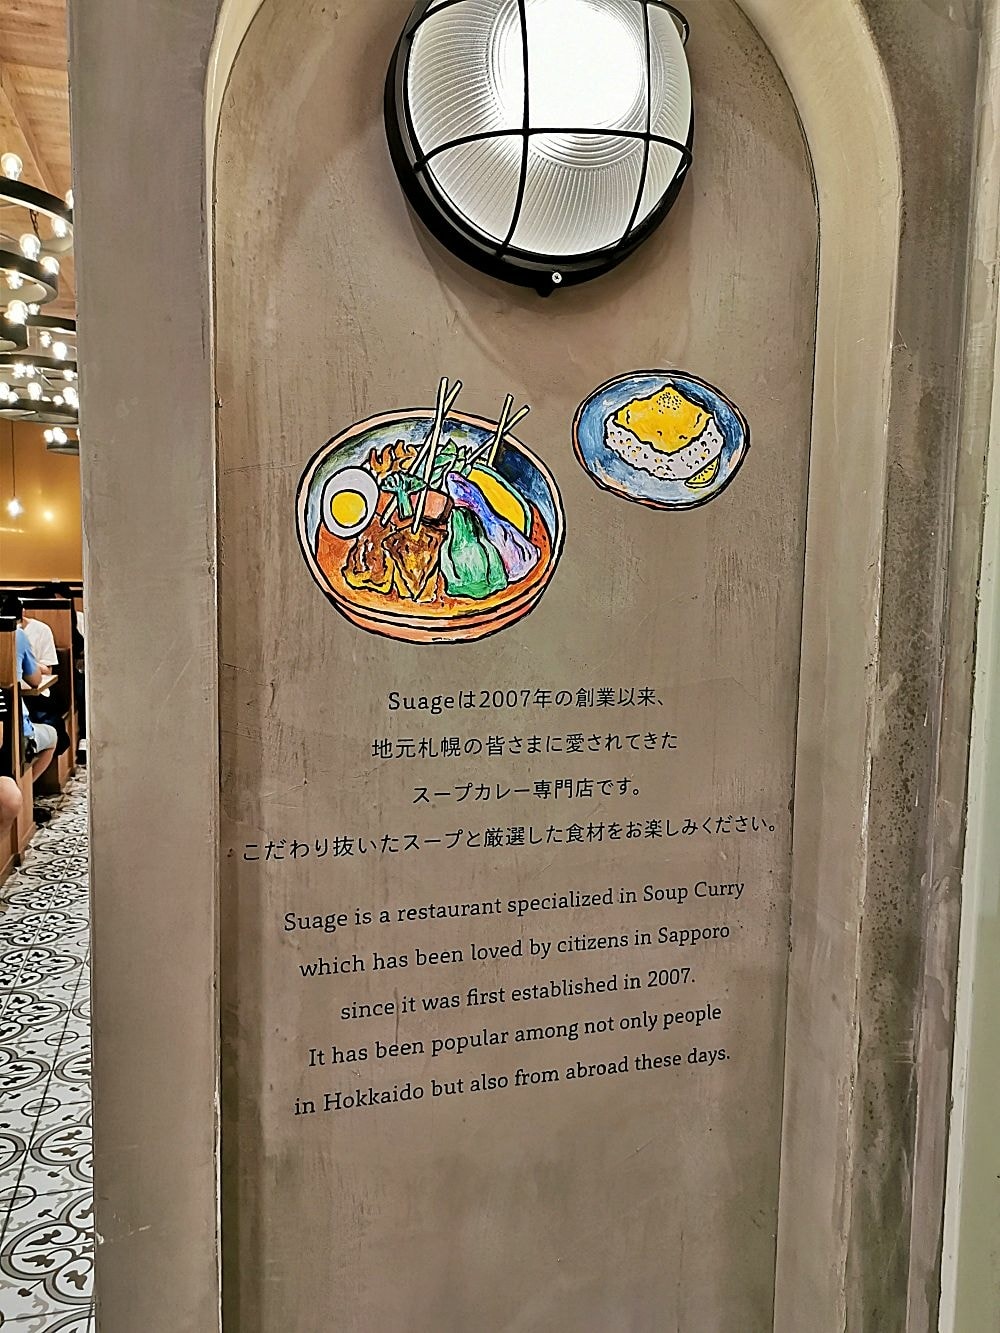 Suageは2007年の創業以来、
地元札幌の皆さまに愛されてきた
スープカレー専門店です。
こだわり抜いたスープと厳選した食材をお楽しみください。
Suage is a restaurant specialized in Soup Curry
which has been loved by citizens in Sapporo
since it was first established in 2007.
It has been popular among not only people
in Hokkaido but also from abroad these days.